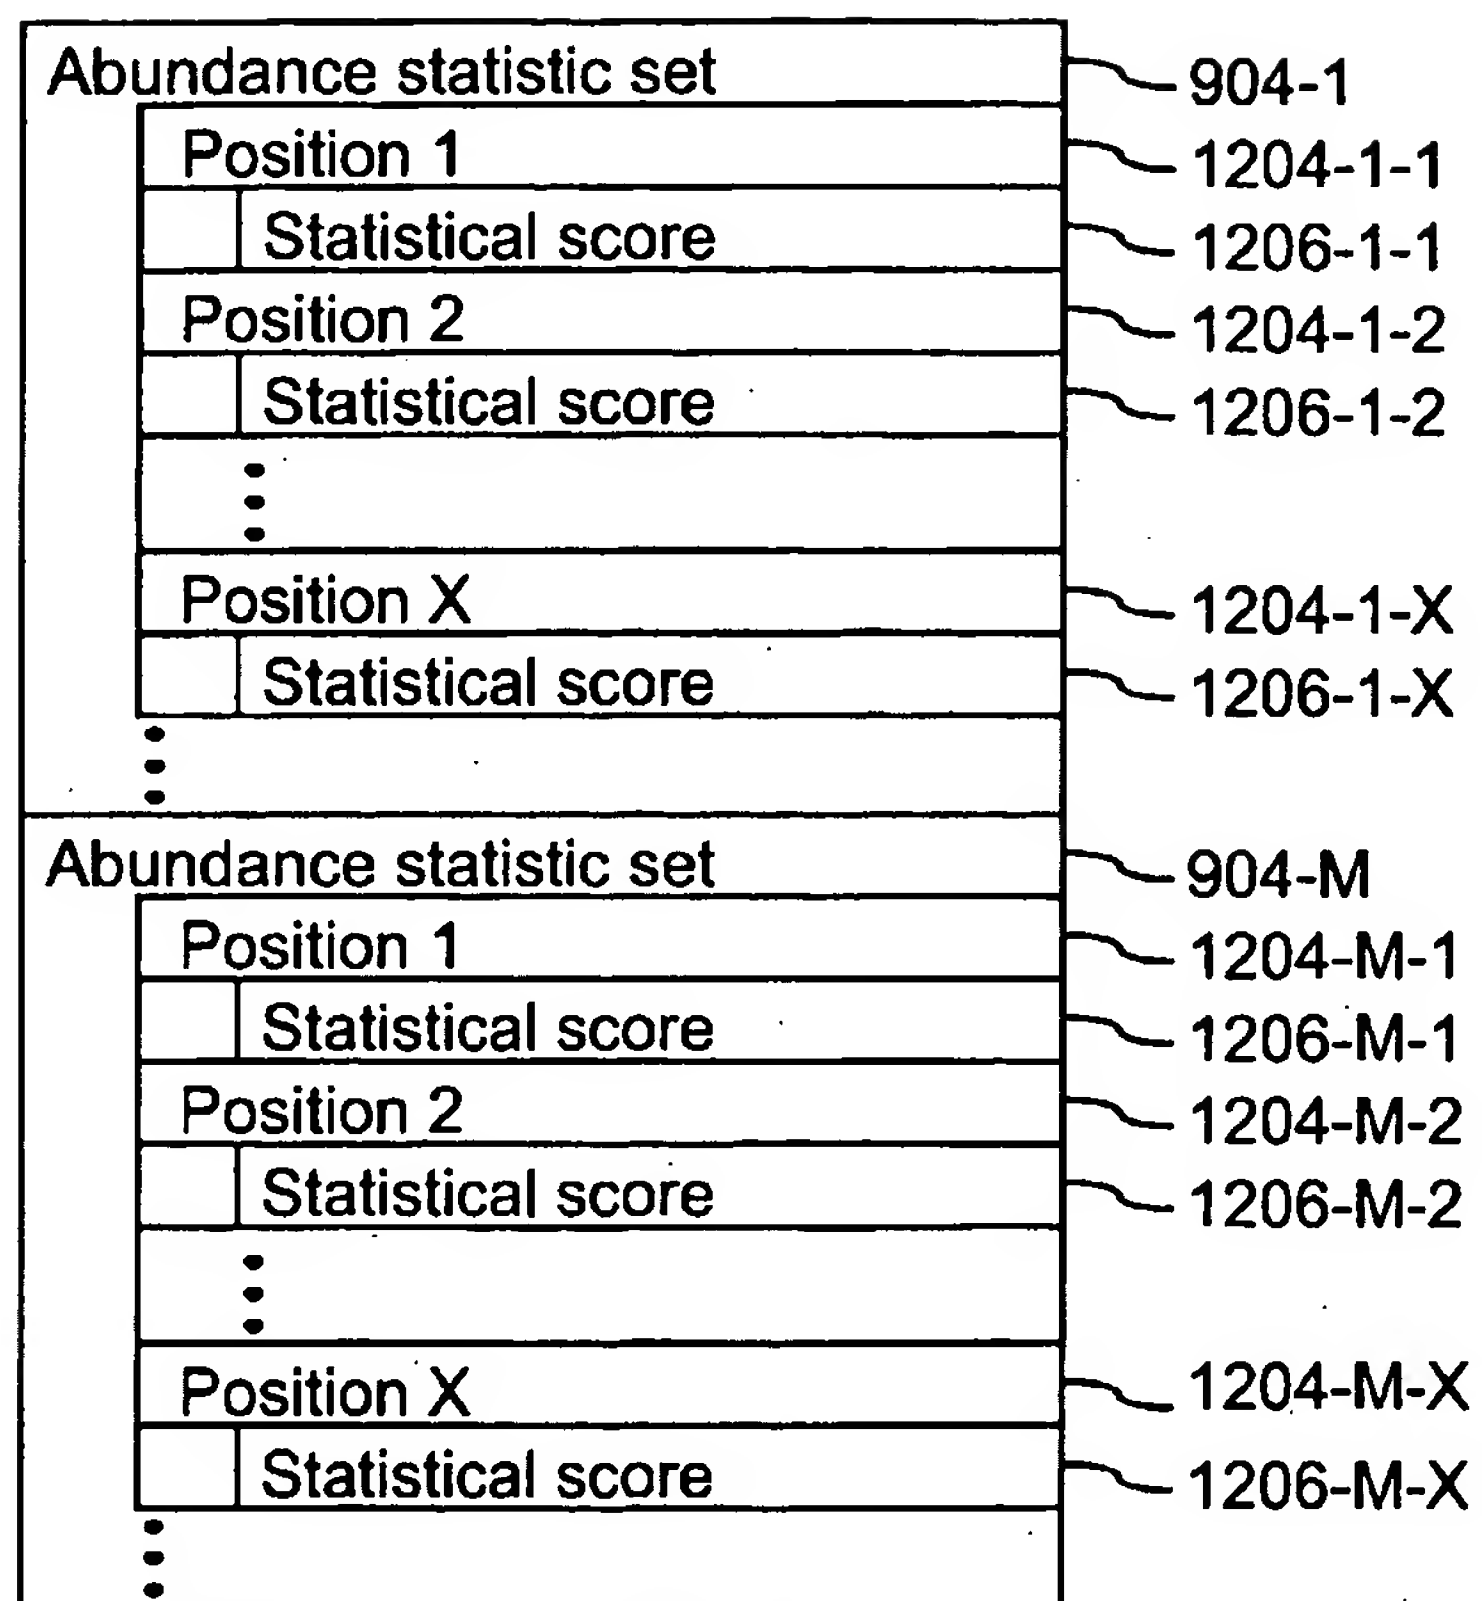 Abundance statistic set 904-1
Position 1 1204-1-1
Statistical score 1206-1-1
Position 2 1204-1-2
Statistical score 1206-1-2
Position X 1204-1-X
Statistical score 1206-1-X
Abundance statistic set 904-M
Position 1 1204-M-1
Statistical score 1206-M-1
Position 2 1204-M-2
Statistical score 1206-M-2
Position X 1204-M-X
Statistical score 1206-M-X